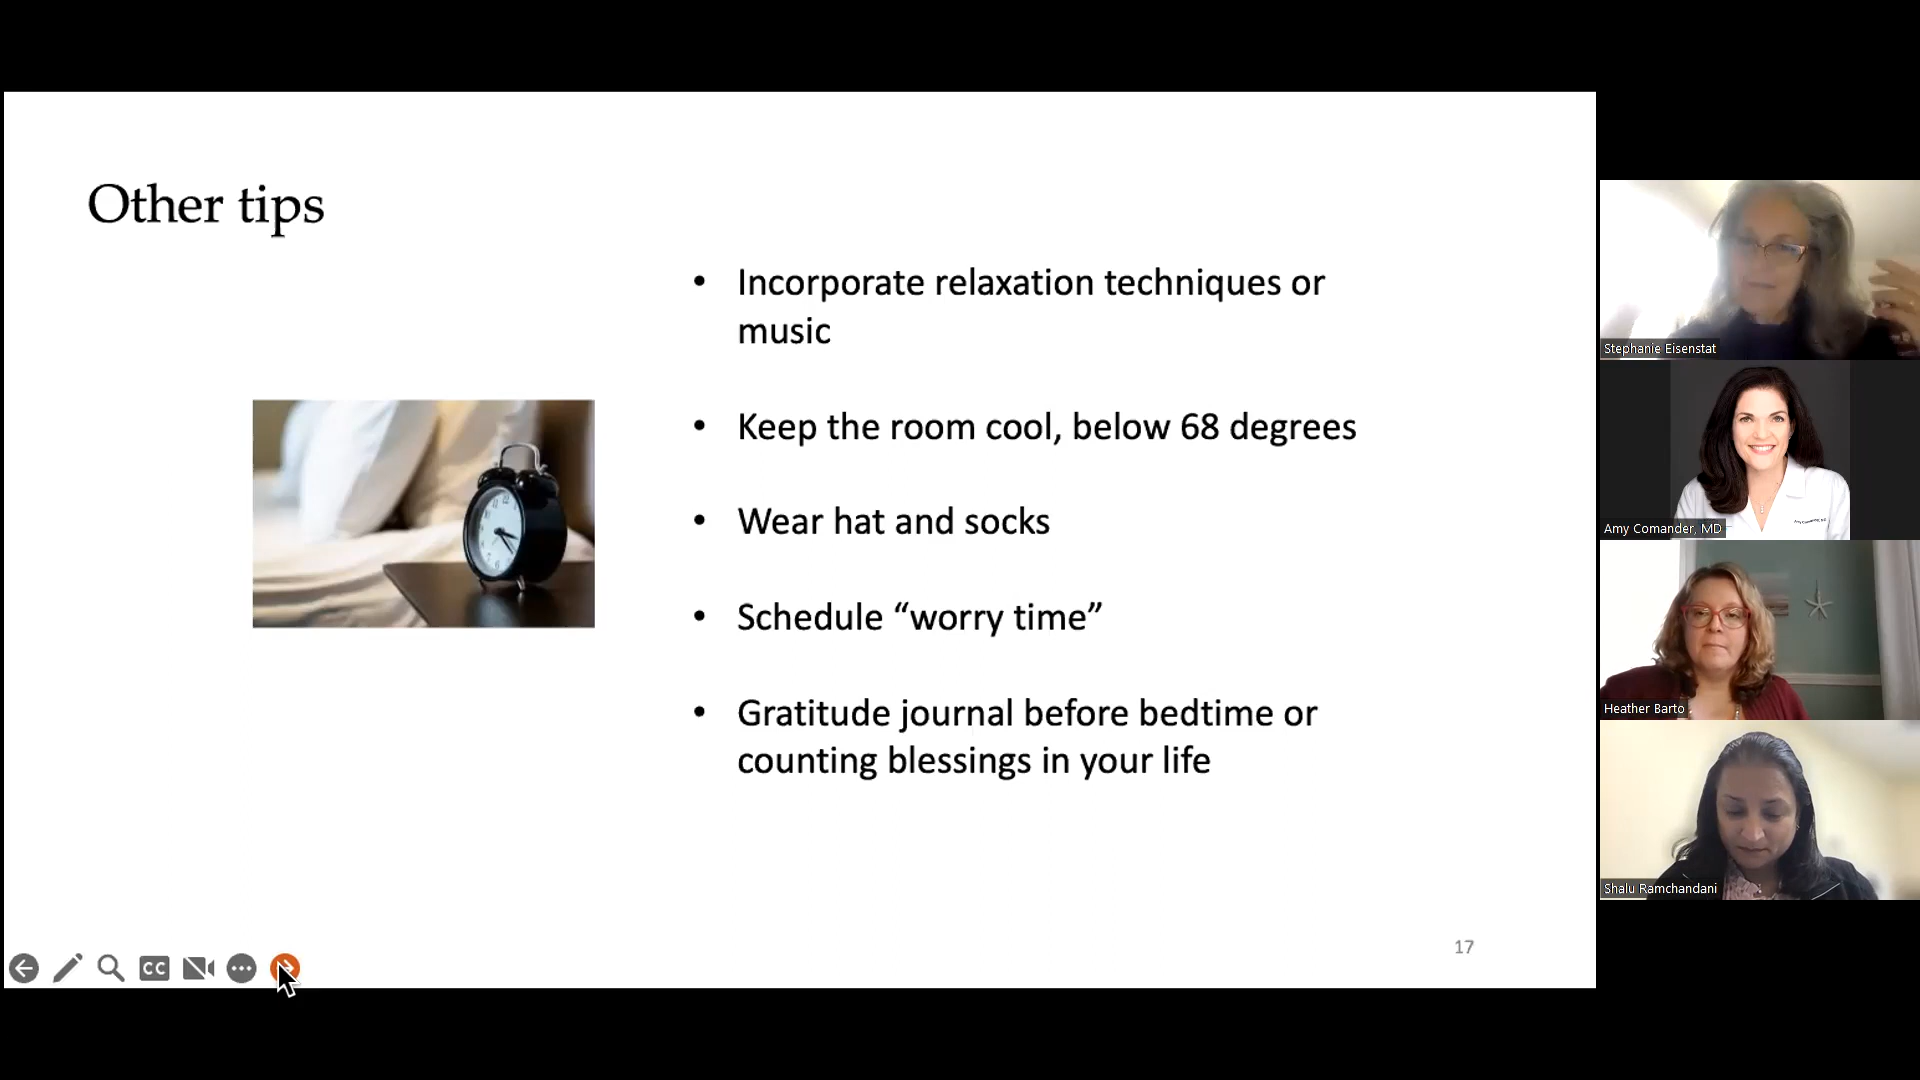 Other tips
• Incorporate relaxation techniques or
music
• Keep the room cool, below 68 degrees
• Wear hat and socks
• Schedule “worry time”
• Gratitude journal before bedtime or
counting blessings in your life
17
CC
Stephanie Eisenstat
Amy Comander, MD
Heather Barto
Shalu Ramchandani